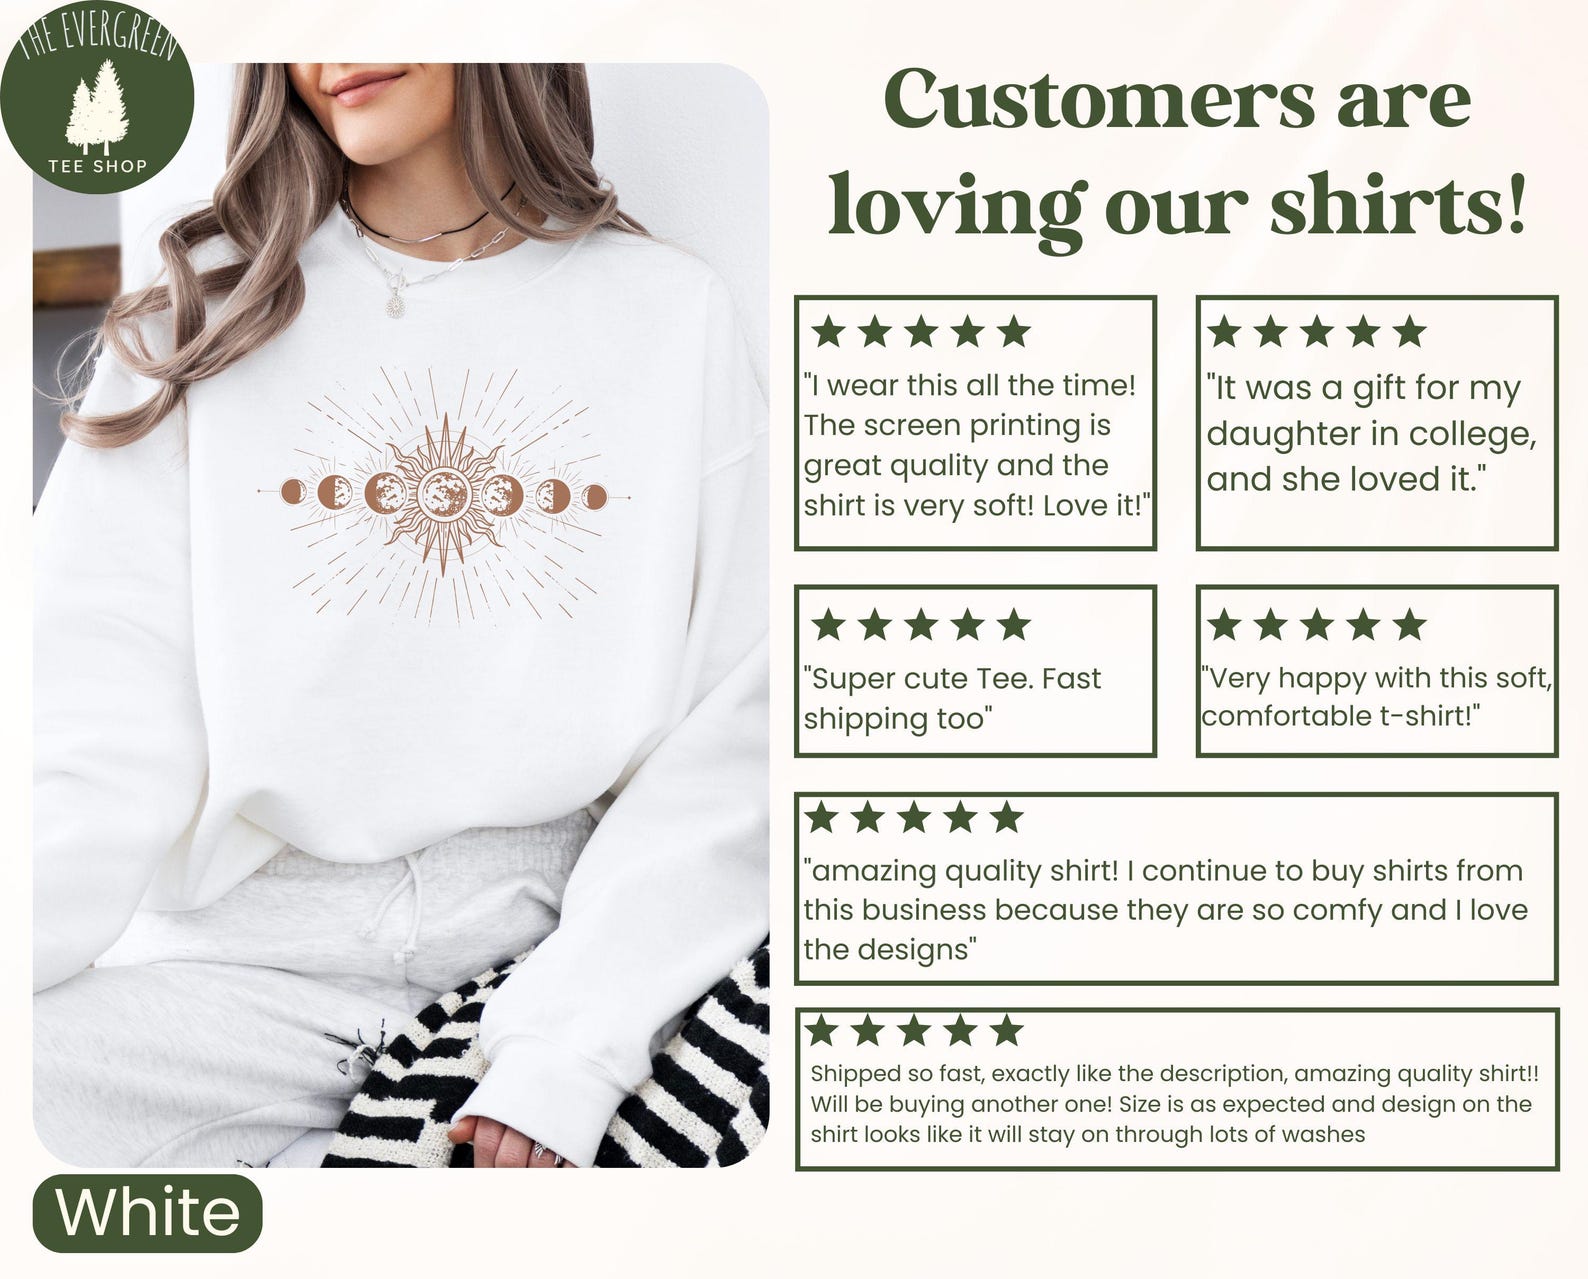 THE EVERGREEN
TEE SHOP
Customers are
loving our shirts!
"I wear this all the time!
The screen printing is
great quality and the
shirt is very soft! Love it!"
"It was a gift for my
daughter in college,
and she loved it."
"Super cute Tee. Fast
shipping too"
"Very happy with this soft,
comfortable t-shirt!"
"amazing quality shirt! I continue to buy shirts from
this business because they are so comfy and I love
the designs"
Shipped so fast, exactly like the description, amazing quality shirt!!
Will be buying another one! Size is as expected and design on the
shirt looks like it will stay on through lots of washes
White